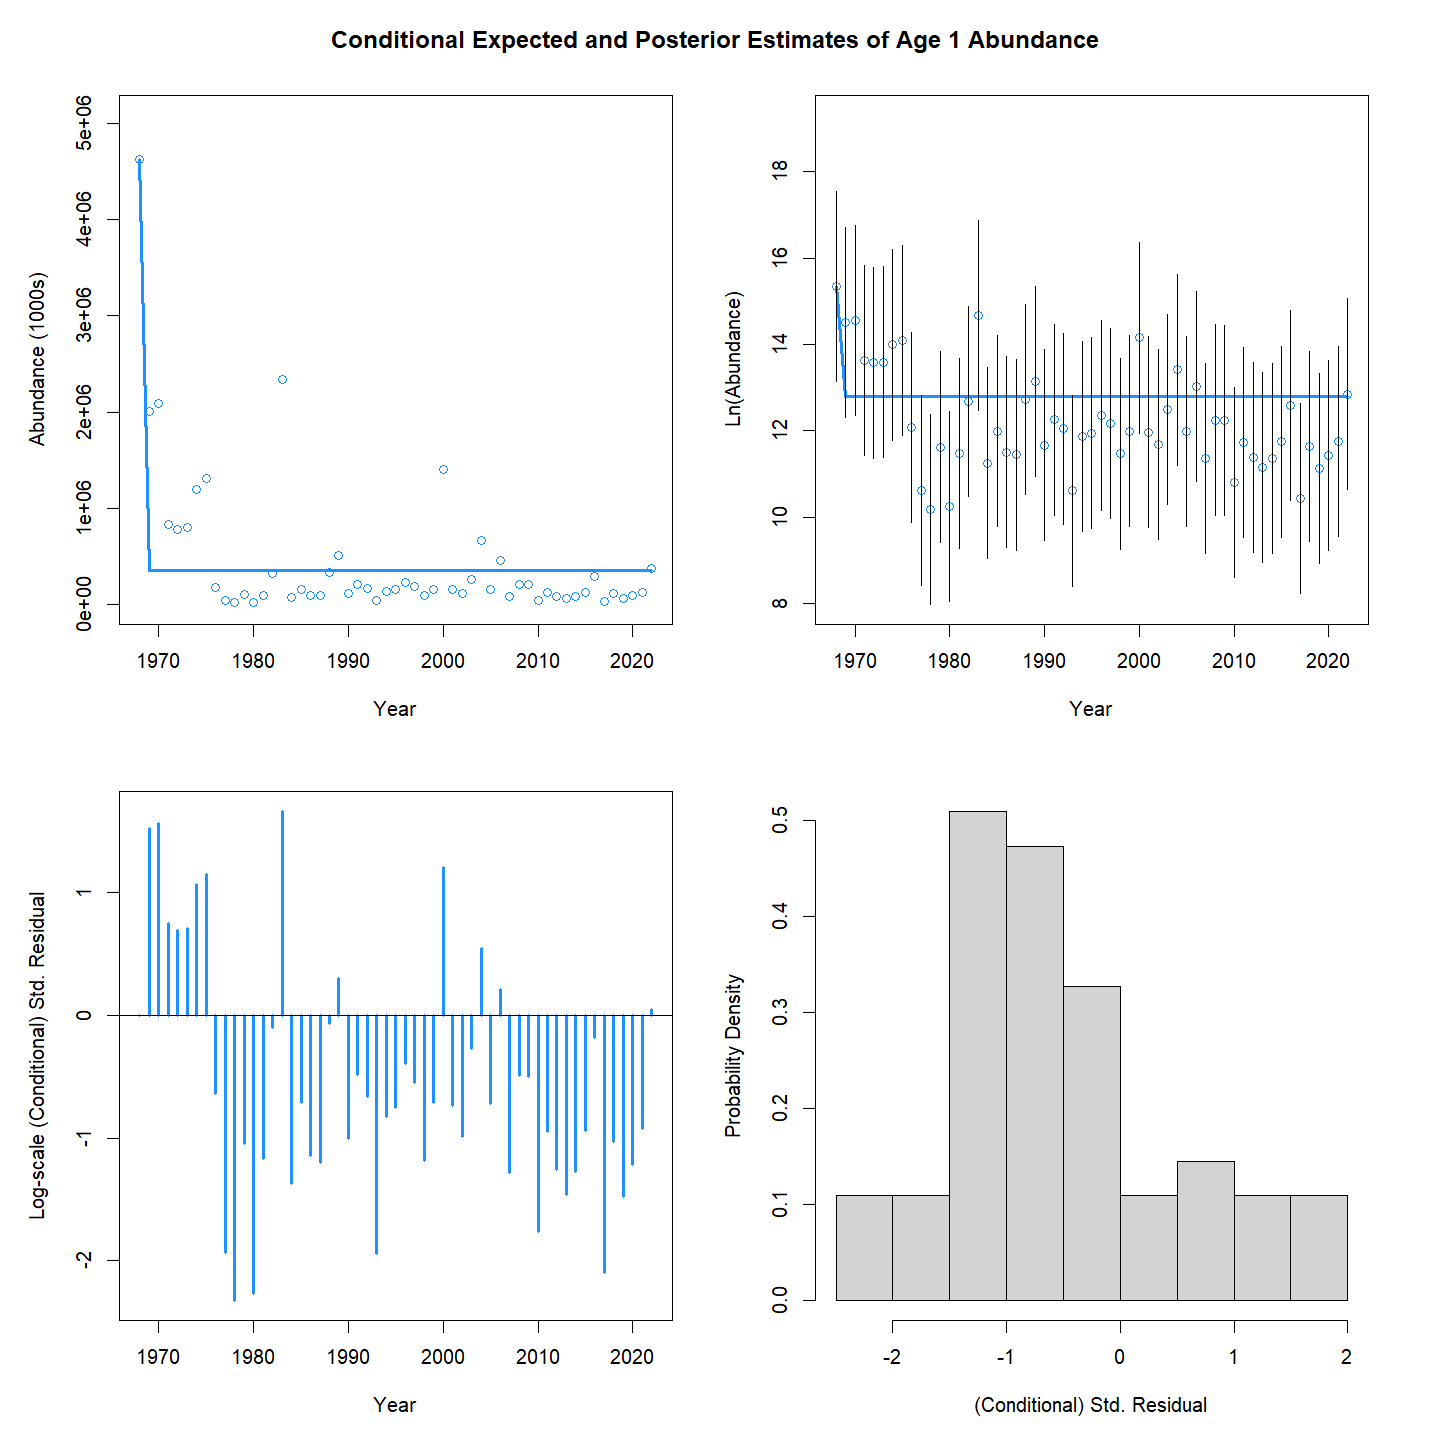 Conditional Expected and Posterior Estimates of Age 1 Abundance
Abundance (1000s)
5e+06
4e+06
3e+06
2e+06
1e+06
0e+00
1970 1980 1990 2000 2010 2020
Year
Ln(Abundance)
18
16
14
12
10
8
1970 1980 1990 2000 2010 2020
Year
Log-scale (Conditional) Std. Residual
1
0
-1
-2
1970 1980 1990 2000 2010 2020
Year
Probability Density
0.5
0.4
0.3
0.2
0.1
0.0
-2 -1 0 1 2
(Conditional) Std. Residual